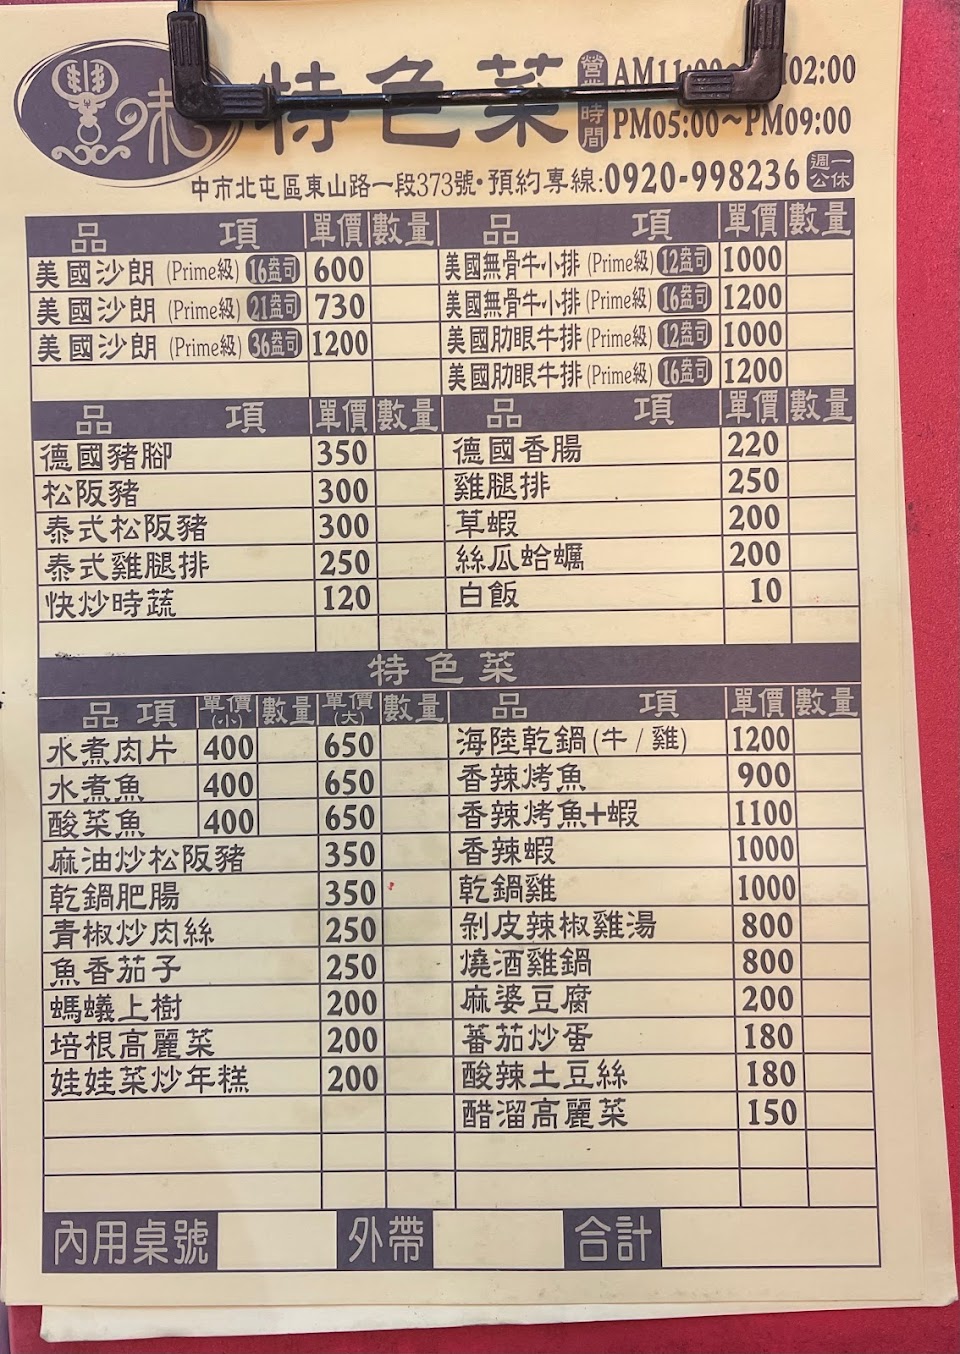 味 特色菜 營 時間 AM11:00~ 02:00
PM05:00～PM09:00
中市北屯區東山路一段373號・預約專線:0920-998236 週一公休
品項 單價 數量 品項 單價 數量
美國沙朗 (Prime級) 16盎司 600 美國無骨牛小排 (Prime級) 12盎司 1000
美國沙朗 (Prime級) 21盎司 730 美國無骨牛小排 (Prime級) 16盎司 1200
美國沙朗 (Prime級) 36盎司 1200 美國肋眼牛排 (Prime級) 12盎司 1000
美國肋眼牛排 (Prime級) 16盎司 1200
品項 單價 數量 品項 單價 數量
德國豬腳 350 德國香腸 220
松阪豬 300 雞腿排 250
泰式松阪豬 300 草蝦 200
泰式雞腿排 250 絲瓜蛤蠣 200
快炒時蔬 120 白飯 10
特色菜
品項 單價(小) 數量 單價(大) 數量 品項 單價 數量
水煮肉片 400 650 海陸乾鍋(牛/雞) 1200
水煮魚 400 650 香辣烤魚 900
酸菜魚 400 650 香辣烤魚+蝦 1100
麻油炒松阪豬 350 香辣蝦 1000
乾鍋肥腸 350 乾鍋雞 1000
青椒炒肉絲 250 剝皮辣椒雞湯 800
魚香茄子 250 燒酒雞鍋 800
螞蟻上樹 200 麻婆豆腐 200
培根高麗菜 200 蕃茄炒蛋 180
娃娃菜炒年糕 200 酸辣土豆絲 180
醋溜高麗菜 150
內用桌號 外帶 合計